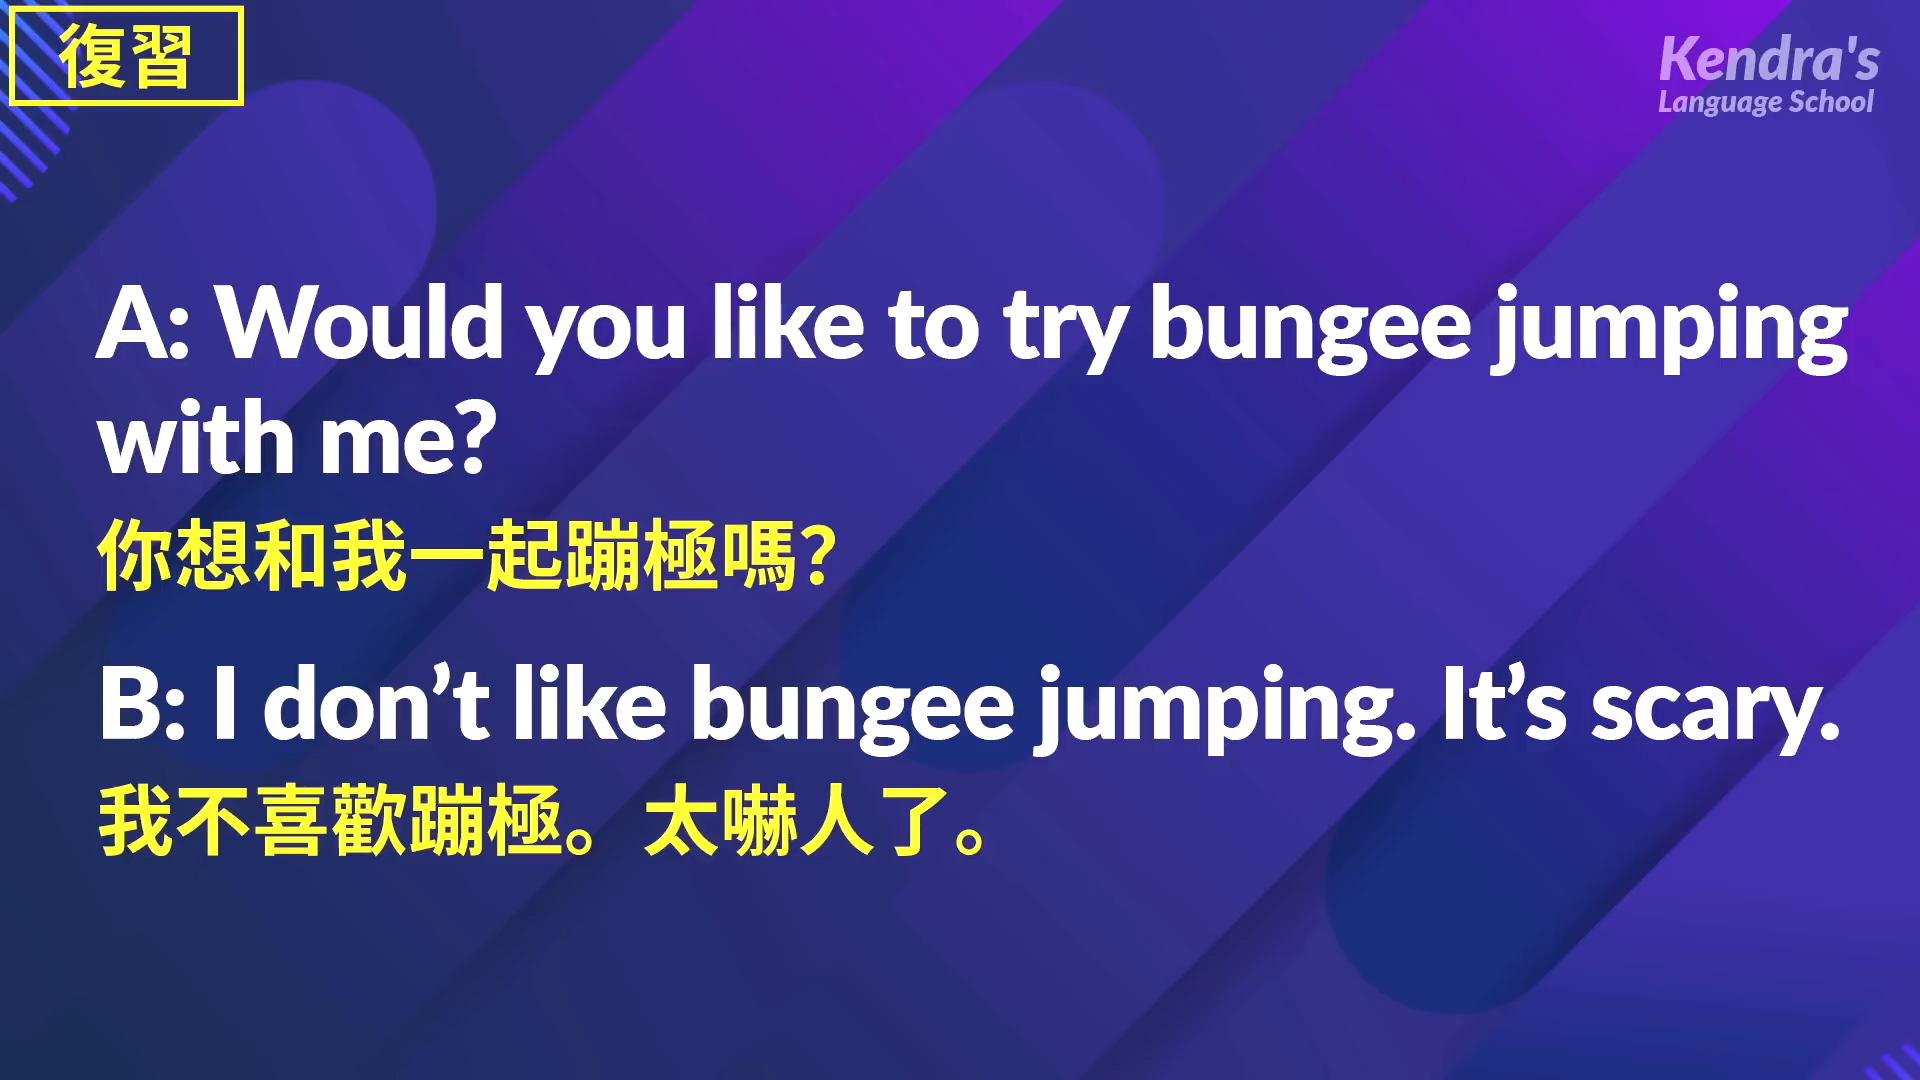 復習
Kendra's
Language School
A: Would you like to try bungee jumping
with me?
你想和我一起蹦極嗎？
B: I don’t like bungee jumping. It’s scary.
我不喜歡蹦極。太嚇人了。